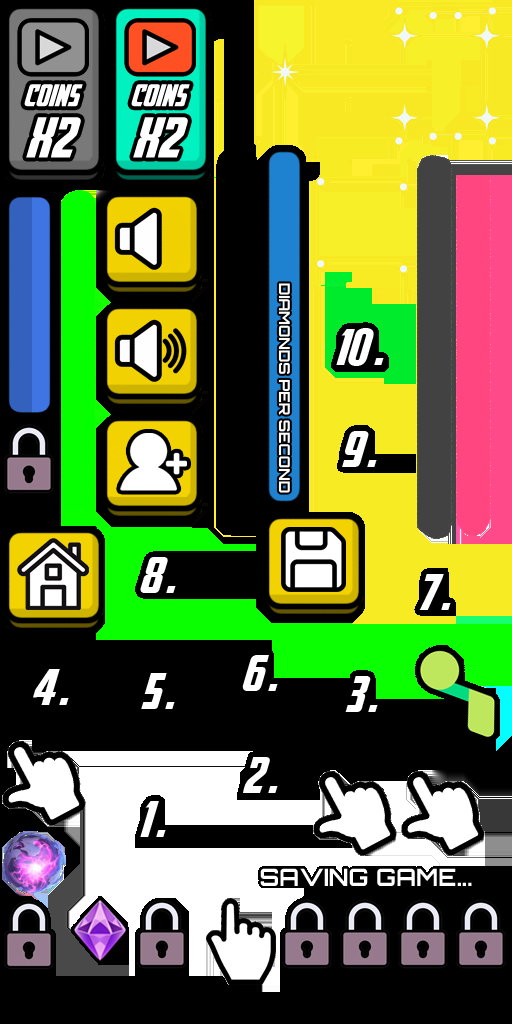 COINS
X2
COINS
X2
DIAMONDS PER SECOND
10.
9.
8.
7.
6.
4.
5.
3.
2.
1.
SAVING GAME...